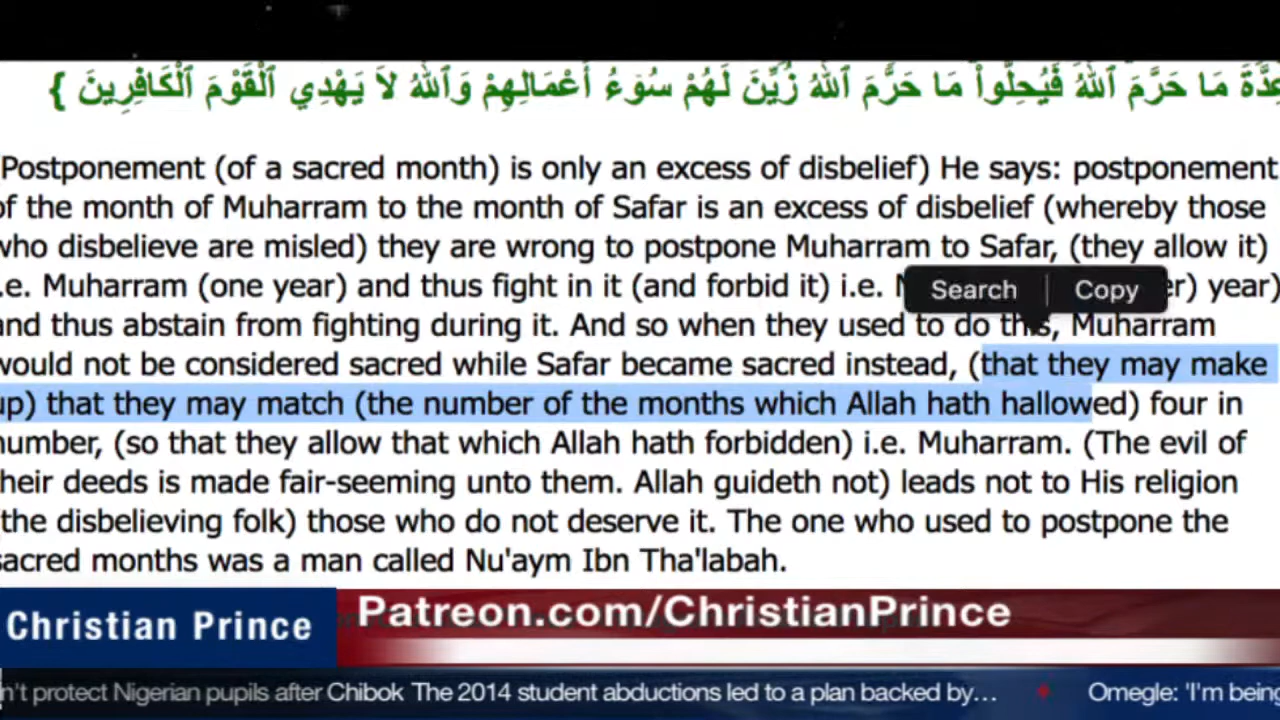 عِدَّةَ مَا حَرَّمَ ٱللهُ فَيُحِلُّواْ مَا حَرَّمَ ٱللهُ زُيِّنَ لَهُمْ سُوۤءُ أَعْمَالِهِمْ وَٱللهُ لاَ يَهْدِي ٱلْقَوْمَ ٱلْكَافِرِينَ }
Postponement (of a sacred month) is only an excess of disbelief) He says: postponement
of the month of Muharram to the month of Safar is an excess of disbelief (whereby those
who disbelieve are misled) they are wrong to postpone Muharram to Safar, (they allow it)
i.e. Muharram (one year) and thus fight in it (and forbid it) i.e. er) year)
Search Copy
and thus abstain from fighting during it. And so when they used to do this, Muharram
would not be considered sacred while Safar became sacred instead, (that they may make
up) that they may match (the number of the months which Allah hath hallowed) four in
number, (so that they allow that which Allah hath forbidden) i.e. Muharram. (The evil of
their deeds is made fair-seeming unto them. Allah guideth not) leads not to His religion
(the disbelieving folk) those who do not deserve it. The one who used to postpone the
sacred months was a man called Nu'aym Ibn Tha'labah.
Christian Prince
Patreon.com/ChristianPrince
n't protect Nigerian pupils after Chibok The 2014 student abductions led to a plan backed by… Omegle: 'I'm being